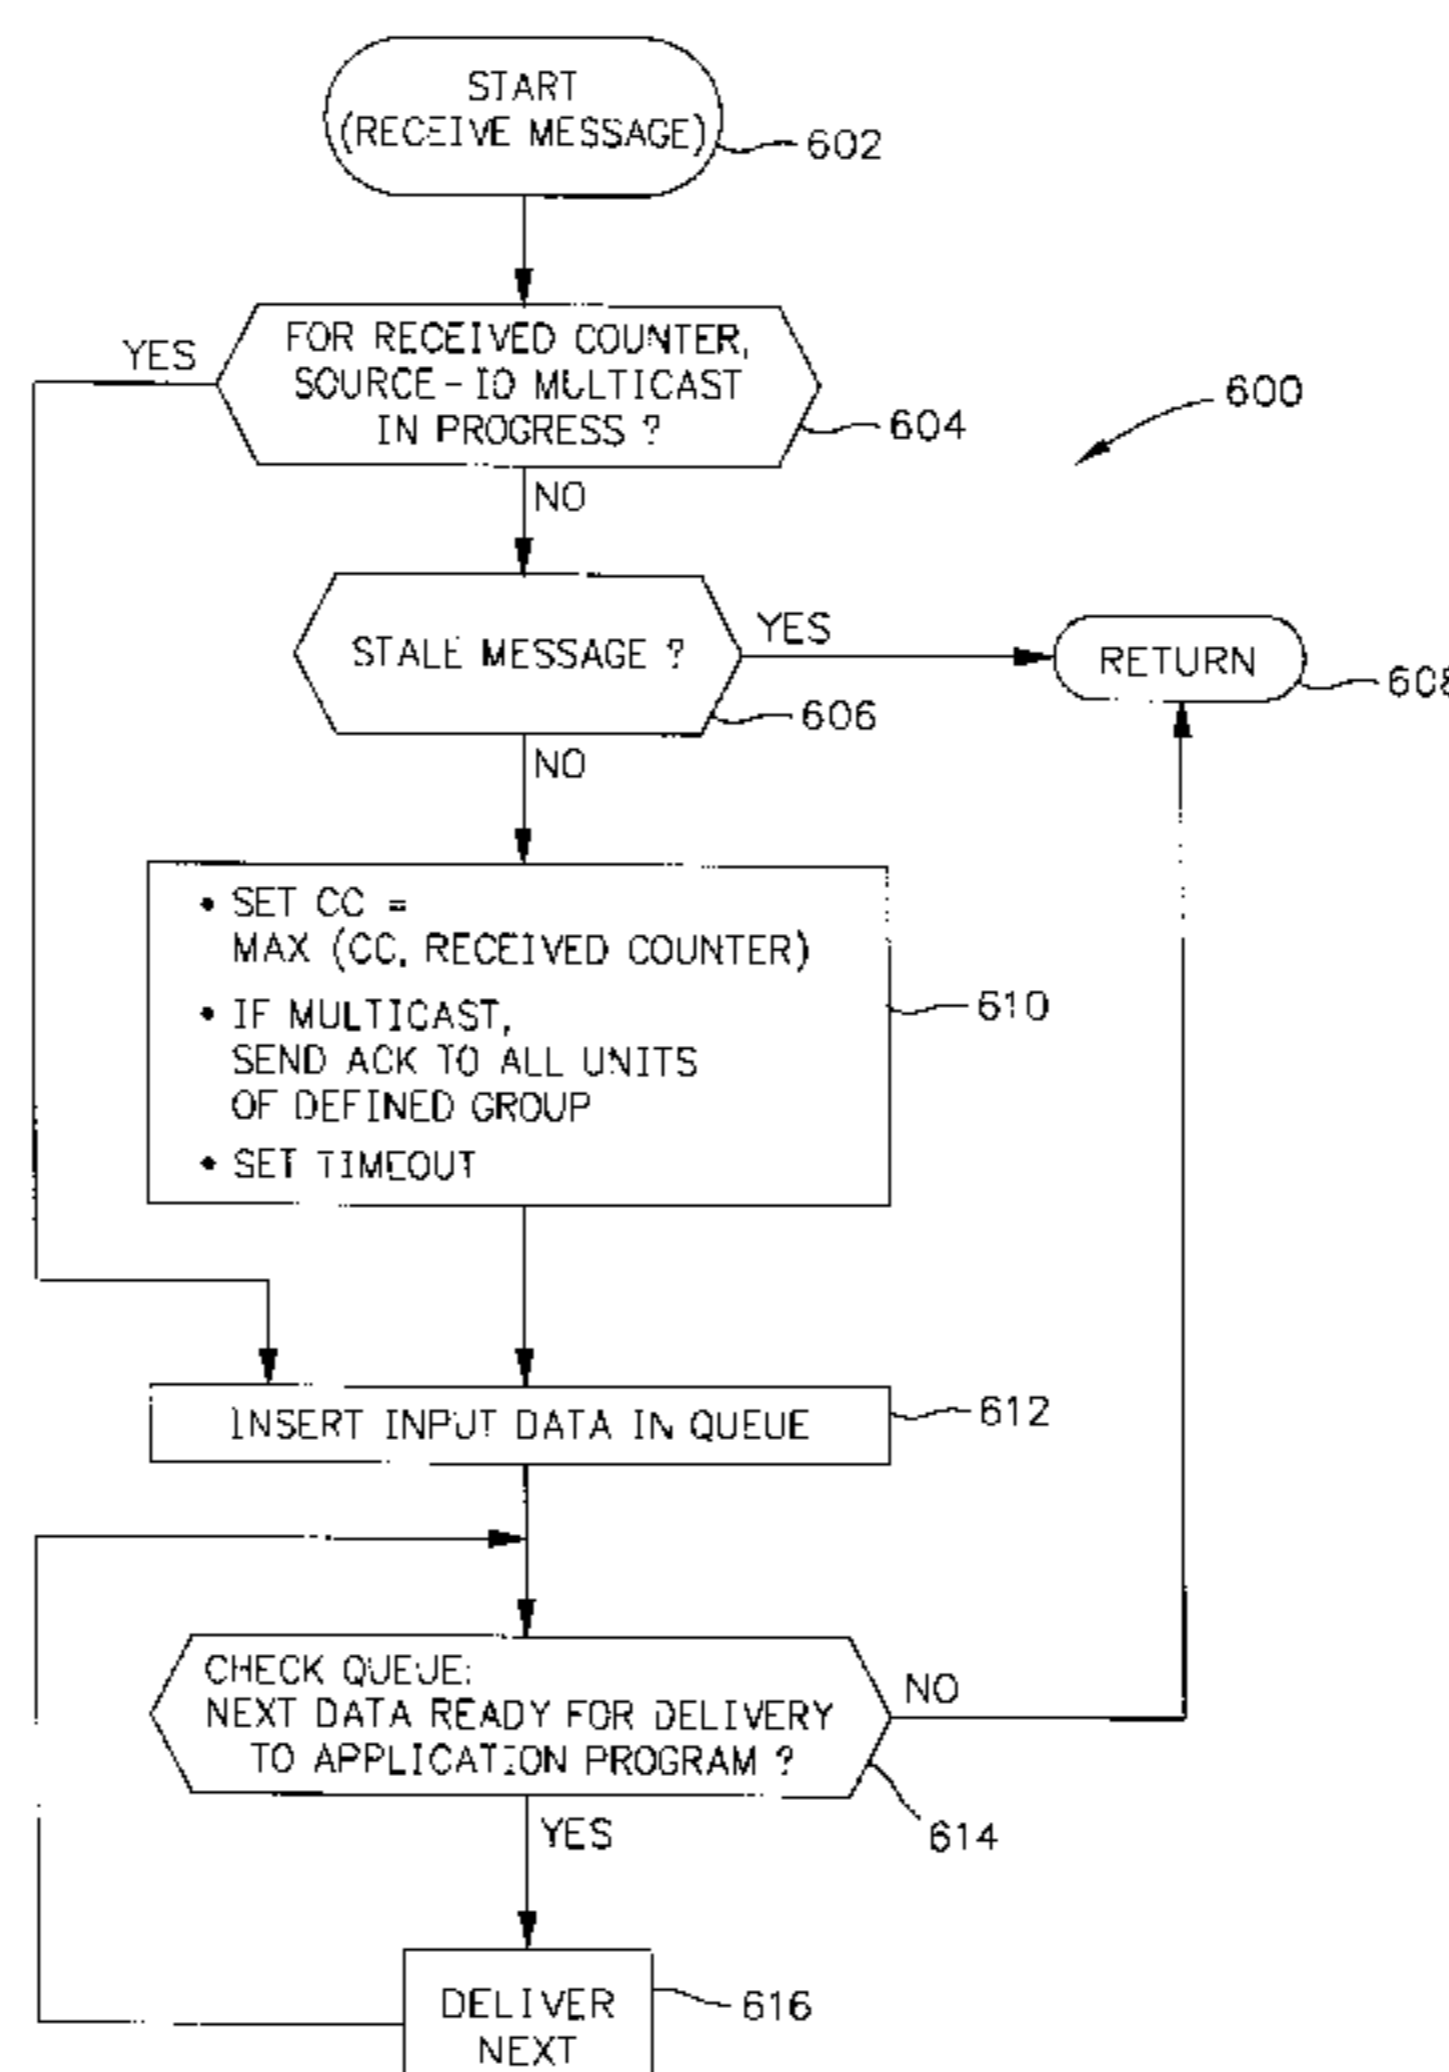 START
(RECEIVE MESSAGE)
602
FOR RECEIVED COUNTER,
SOURCE-ID MULTICAST
IN PROGRESS ?
YES
604
600
NO
STALE MESSAGE ?
YES
RETURN
608
606
NO
• SET CC =
MAX (CC, RECEIVED COUNTER)
• IF MULTICAST,
SEND ACK TO ALL UNITS
OF DEFINED GROUP
• SET TIMEOUT
610
INSERT INPUT DATA IN QUEUE
612
CHECK QUEUE:
NEXT DATA READY FOR DELIVERY
TO APPLICATION PROGRAM ?
NO
614
YES
DELIVER
NEXT
616